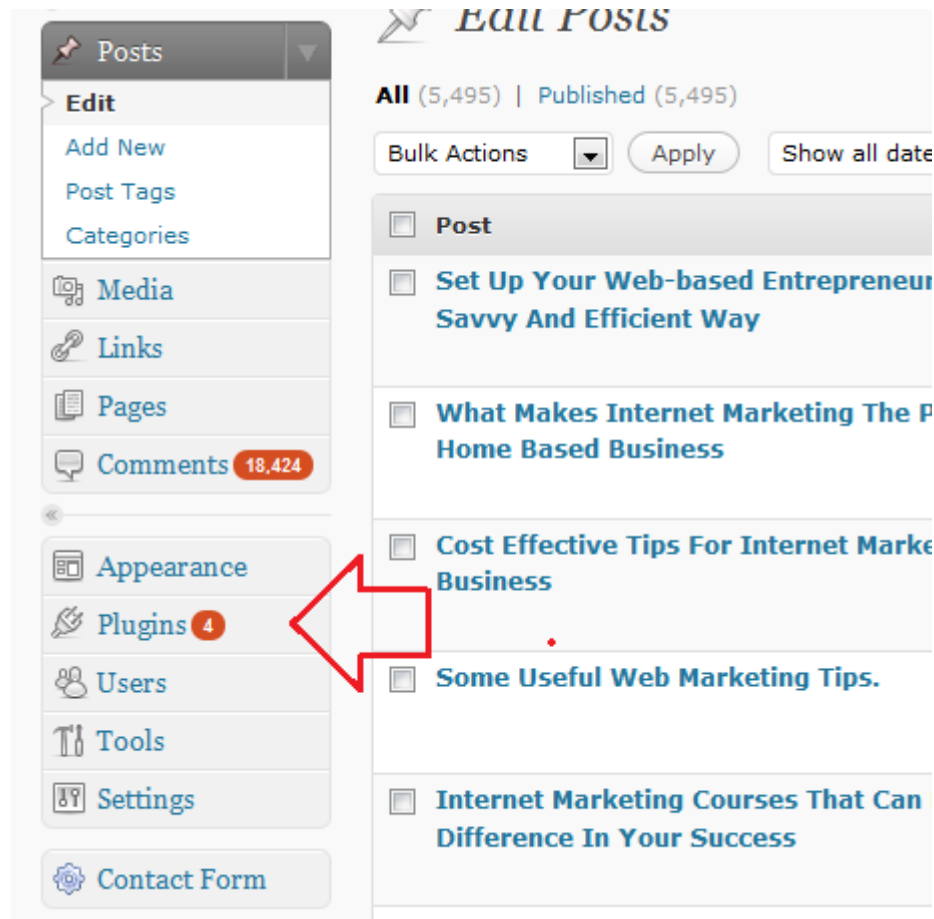 Edit Posts
Posts
Edit
Add New
Post Tags
Categories
Media
Links
Pages
Comments 18,424
Appearance
Plugins 4
Users
Tools
Settings
Contact Form
All (5,495) | Published (5,495)
Bulk Actions Apply Show all date
Post
Set Up Your Web-based Entrepreneur
Savvy And Efficient Way
What Makes Internet Marketing The P
Home Based Business
Cost Effective Tips For Internet Marke
Business
Some Useful Web Marketing Tips.
Internet Marketing Courses That Can
Difference In Your Success